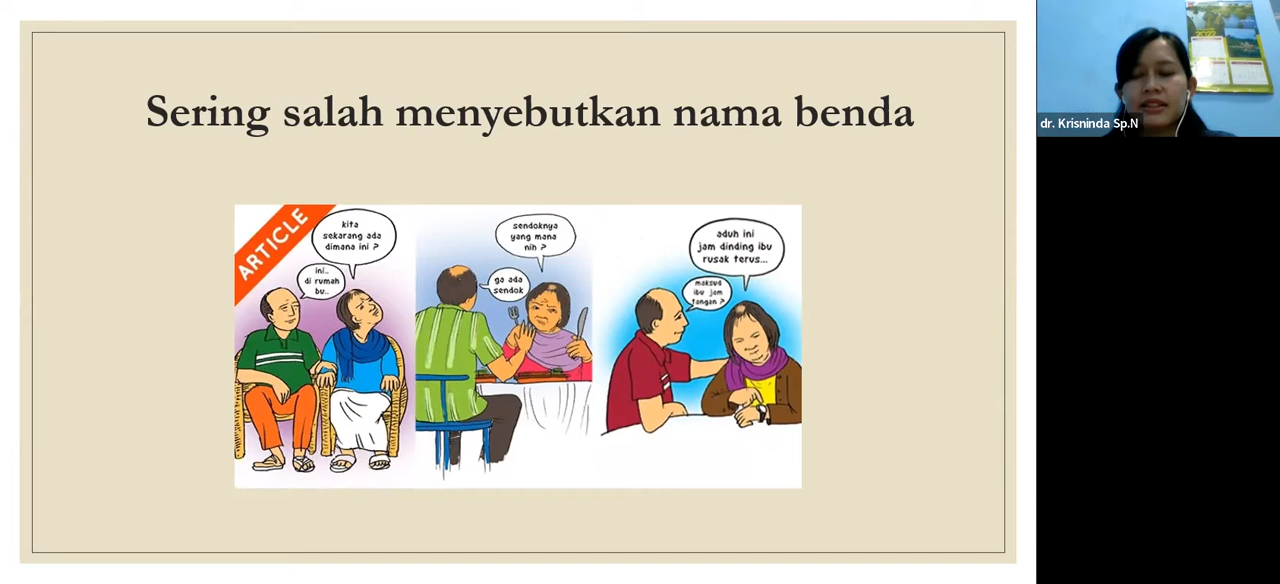 Sering salah menyebutkan nama benda
ARTICLE
kita
sekarang ada
dimana ini ?
ini..
di rumah
bu..
sendoknya
yang mana
nih ?
ga ada
sendok
aduh ini
jam dinding ibu
rusak terus...
maksud
ibu jam
tangan ?
2022
dr. Krisninda Sp.N